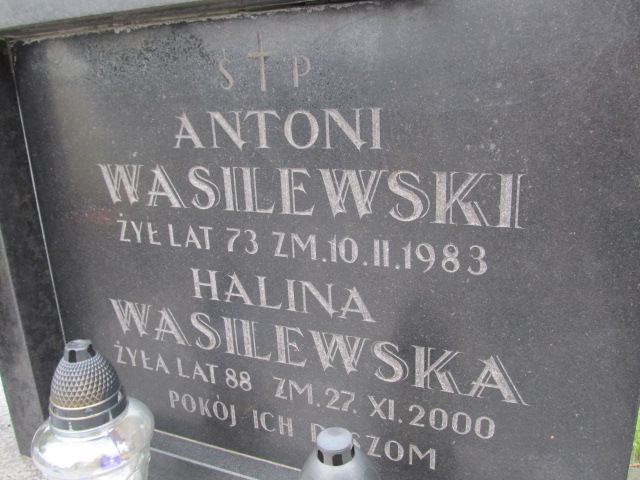 Ś P
ANTONI
WASILEWSKI
ŻYŁ LAT 73 ZM.10.II.1983
HALINA
WASILEWSKA
ŻYŁA LAT 88 ZM.27.XI.2000
POKÓJ ICH